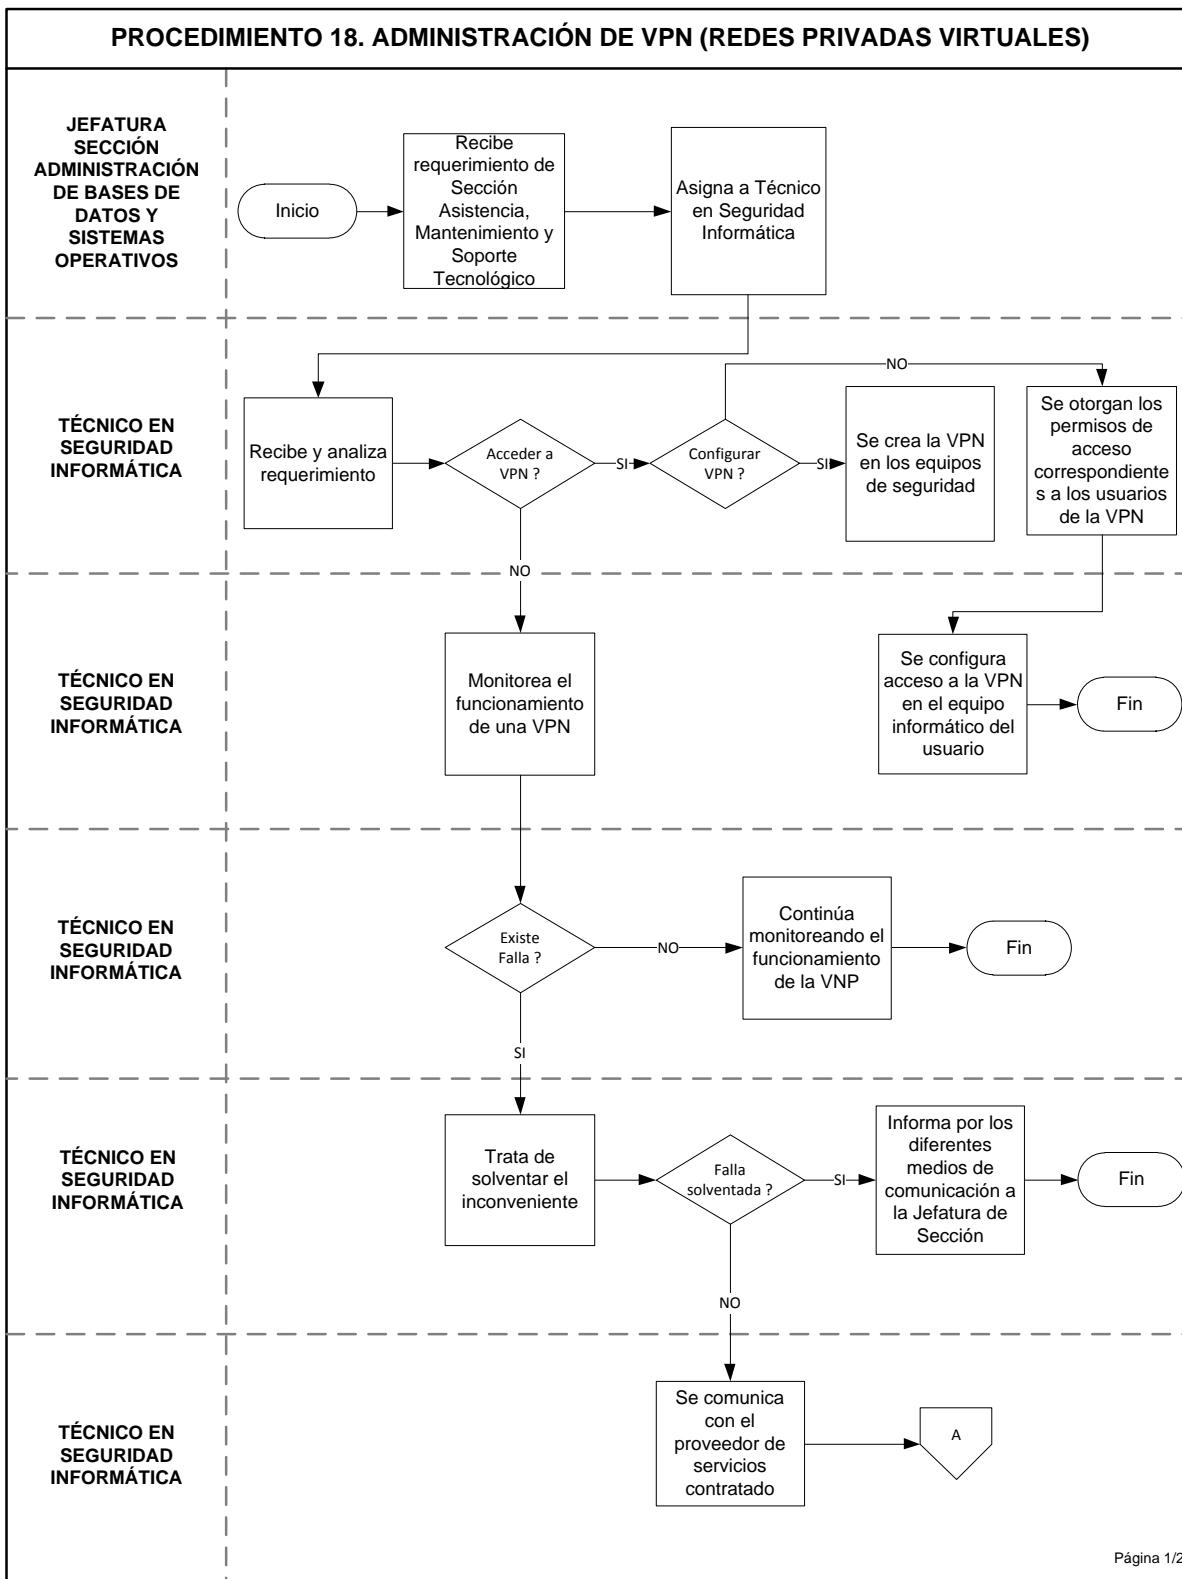 PROCEDIMIENTO 18. ADMINISTRACIÓN DE VPN (REDES PRIVADAS VIRTUALES)
JEFATURA
SECCIÓN
ADMINISTRACIÓN
DE BASES DE
DATOS Y
SISTEMAS
OPERATIVOS
Inicio
Recibe
requerimiento de
Sección
Asistencia,
Mantenimiento y
Soporte
Tecnológico
Asigna a Técnico
en Seguridad
Informática
TÉCNICO EN
SEGURIDAD
INFORMÁTICA
Recibe y analiza
requerimiento
Acceder a
VPN ?
SI
Configurar
VPN ?
SI
NO
Se crea la VPN
en los equipos
de seguridad
Se otorgan los
permisos de
acceso
correspondiente
s a los usuarios
de la VPN
NO
TÉCNICO EN
SEGURIDAD
INFORMÁTICA
Monitorea el
funcionamiento
de una VPN
Se configura
acceso a la VPN
en el equipo
informático del
usuario
Fin
TÉCNICO EN
SEGURIDAD
INFORMÁTICA
Existe
Falla ?
NO
Continúa
monitoreando el
funcionamiento
de la VNP
Fin
SI
TÉCNICO EN
SEGURIDAD
INFORMÁTICA
Trata de
solventar el
inconveniente
Falla
solventada ?
SI
Informa por los
diferentes
medios de
comunicación a
la Jefatura de
Sección
Fin
NO
TÉCNICO EN
SEGURIDAD
INFORMÁTICA
Se comunica
con el
proveedor de
servicios
contratado
A
Página 1/2